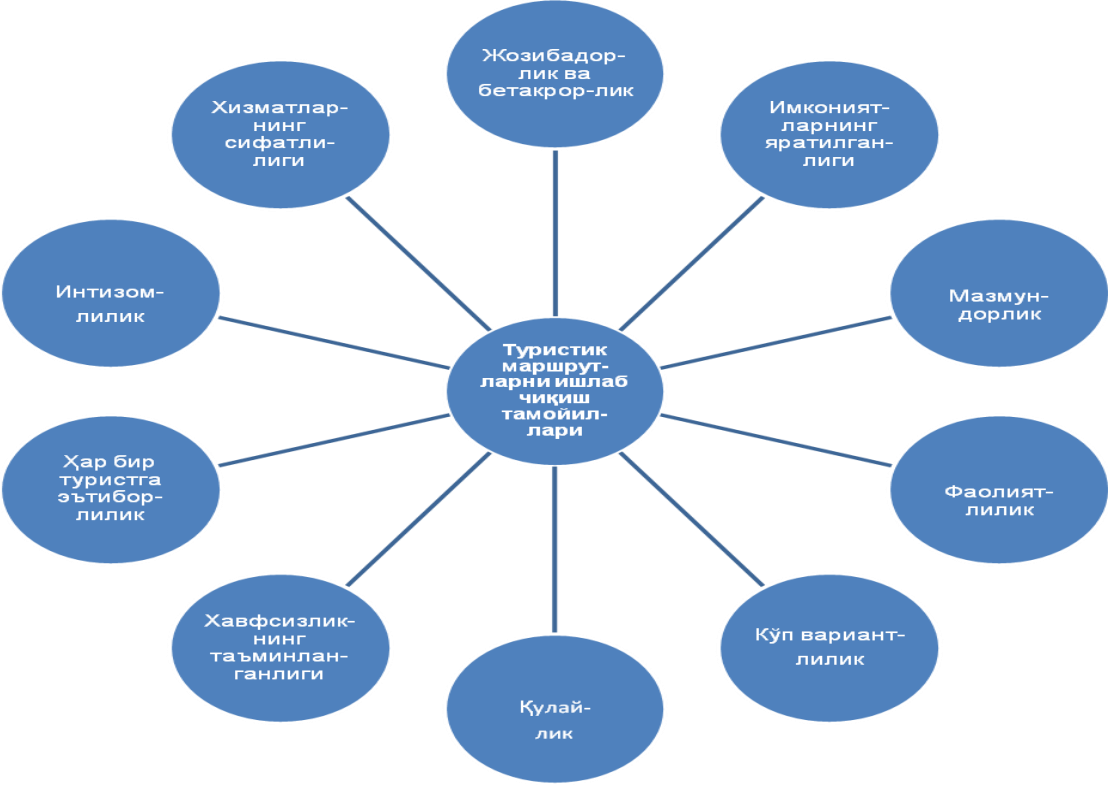 Жозибадор-
лик ва
бетакрор-лик
Имконият-
ларнинг
яратилган-
лиги
Мазмун-
дорлик
Фаолият-
лилик
Кўп вариант-
лилик
Қулай-
лик
Хавфсизлик-
нинг
таъминлан-
ганлиги
Ҳар бир
туристга
эътибор-
лилик
Интизом-
лилик
Хизматлар-
нинг
сифатли-
лиги
Туристик
маршрут-
ларни ишлаб
чиқиш
тамойил-
лари